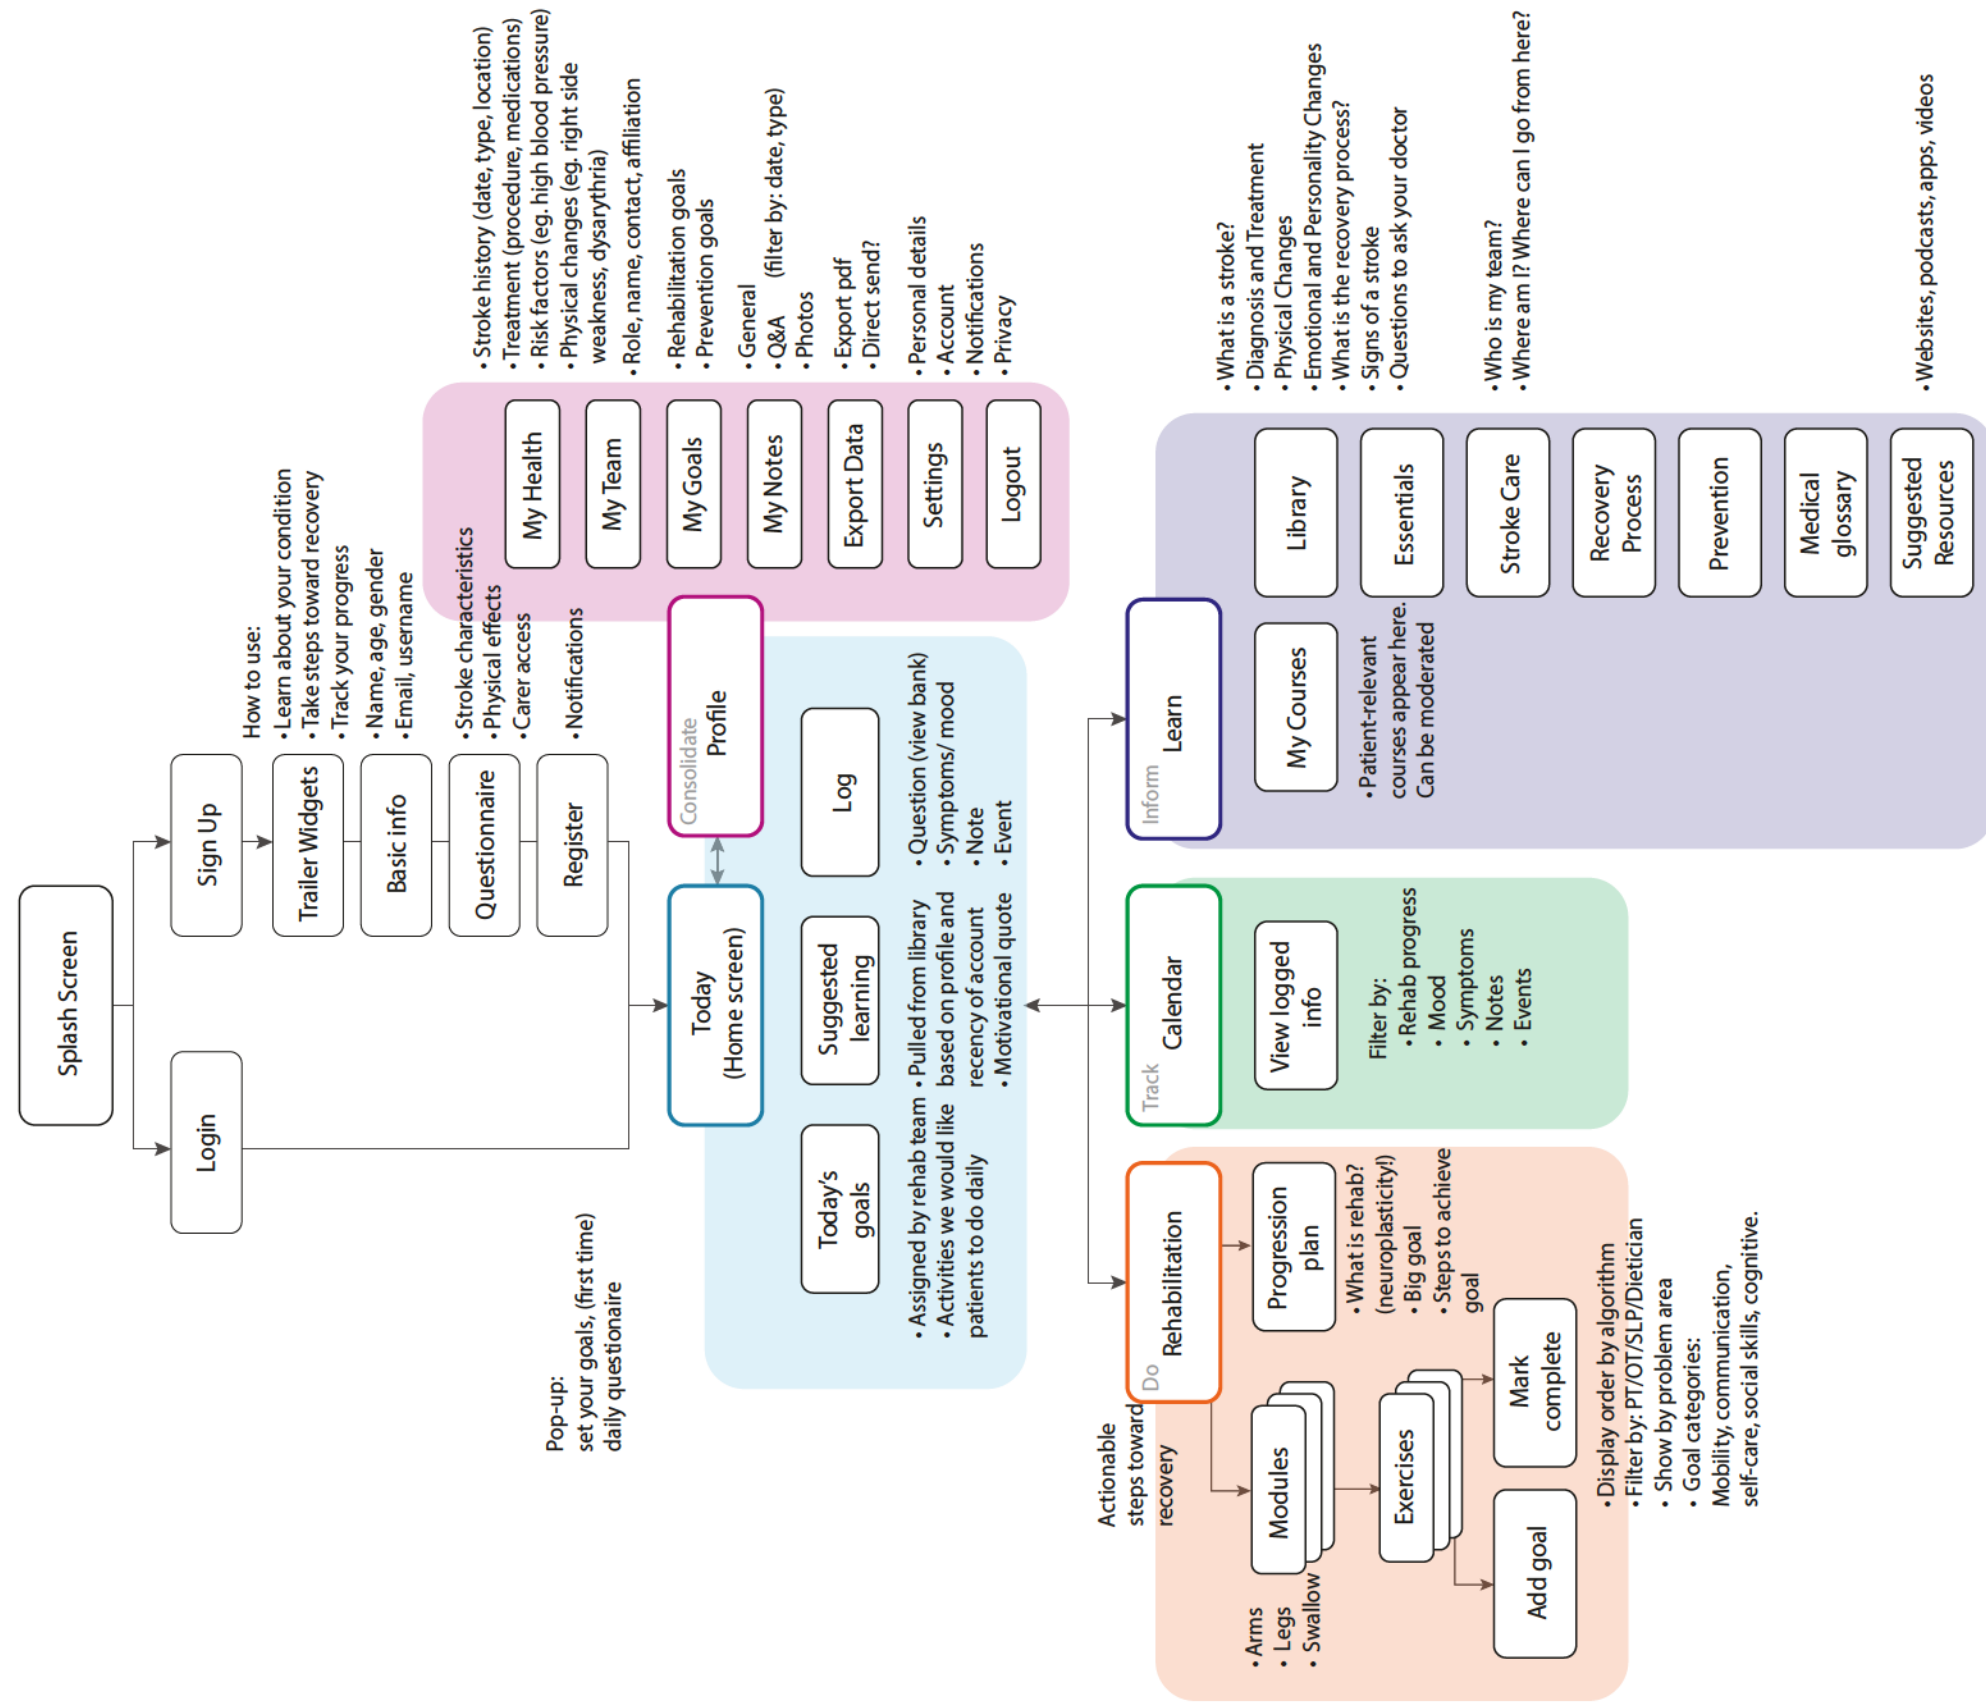 Splash Screen
Login
Sign Up
Trailer Widgets
Basic info
Questionnaire
Register
How to use:
• Learn about your condition
• Take steps toward recovery
• Track your progress
• Name, age, gender
• Email, username
• Stroke characteristics
• Physical effects
• Carer access
• Notifications
Pop-up:
set your goals, (first time)
daily questionaire
Today
(Home screen)
Consolidate
Profile
Today's
goals
• Assigned by rehab team
• Activities we would like
patients to do daily
Suggested
learning
• Pulled from library
based on profile and
recency of account
• Motivational quote
Log
• Question (view bank)
• Symptoms/ mood
• Note
• Event
My Health
• Stroke history (date, type, location)
• Treatment (procedure, medications)
• Risk factors (eg. high blood pressure)
• Physical changes (eg. right side
weakness, dysarythria)
My Team
• Role, name, contact, affiliation
My Goals
• Rehabilitation goals
• Prevention goals
My Notes
• General
• Q&A (filter by: date, type)
• Photos
Export Data
• Export pdf
• Direct send?
Settings
• Personal details
• Account
• Notifications
• Privacy
Logout
Actionable
steps toward
recovery
Do
Rehabilitation
Modules
• Arms
• Legs
• Swallow
Progression
plan
• What is rehab?
(neuroplasticity!)
• Big goal
• Steps to achieve
goal
Exercises
Add goal
Mark
complete
• Display order by algorithm
• Filter by: PT/OT/SLP/Dietician
• Show by problem area
• Goal categories:
Mobility, communication,
self-care, social skills, cognitive.
Track
Calendar
View logged
info
Filter by:
• Rehab progress
• Mood
• Symptoms
• Notes
• Events
Inform
Learn
My Courses
• Patient-relevant
courses appear here.
Can be moderated
Library
Essentials
Stroke Care
Recovery
Process
Prevention
Medical
glossary
Suggested
Resources
• What is a stroke?
• Diagnosis and Treatment
• Physical Changes
• Emotional and Personality Changes
• What is the recovery process?
• Signs of a stroke
• Questions to ask your doctor
• Who is my team?
• Where am I? Where can I go from here?
• Websites, podcasts, apps, videos